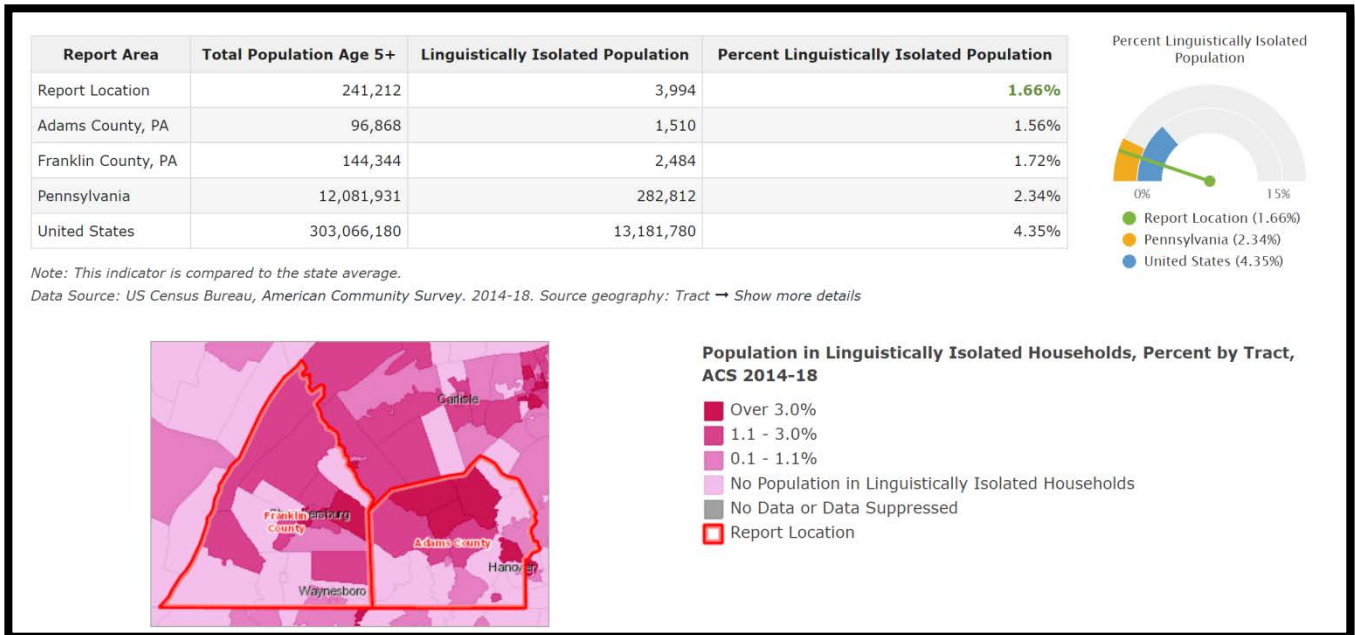 Report Area Total Population Age 5+ Linguistically Isolated Population Percent Linguistically Isolated Population
Report Location 241,212 3,994 1.66%
Adams County, PA 96,868 1,510 1.56%
Franklin County, PA 144,344 2,484 1.72%
Pennsylvania 12,081,931 282,812 2.34%
United States 303,066,180 13,181,780 4.35%
Percent Linguistically Isolated
Population
0% 15%
Report Location (1.66%)
Pennsylvania (2.34%)
United States (4.35%)
Note: This indicator is compared to the state average.
Data Source: US Census Bureau, American Community Survey. 2014-18. Source geography: Tract → Show more details
Carlisle
Franklin
County
Adams County
Hanover
Waynesboro
Population in Linguistically Isolated Households, Percent by Tract,
ACS 2014-18
Over 3.0%
1.1 - 3.0%
0.1 - 1.1%
No Population in Linguistically Isolated Households
No Data or Data Suppressed
Report Location